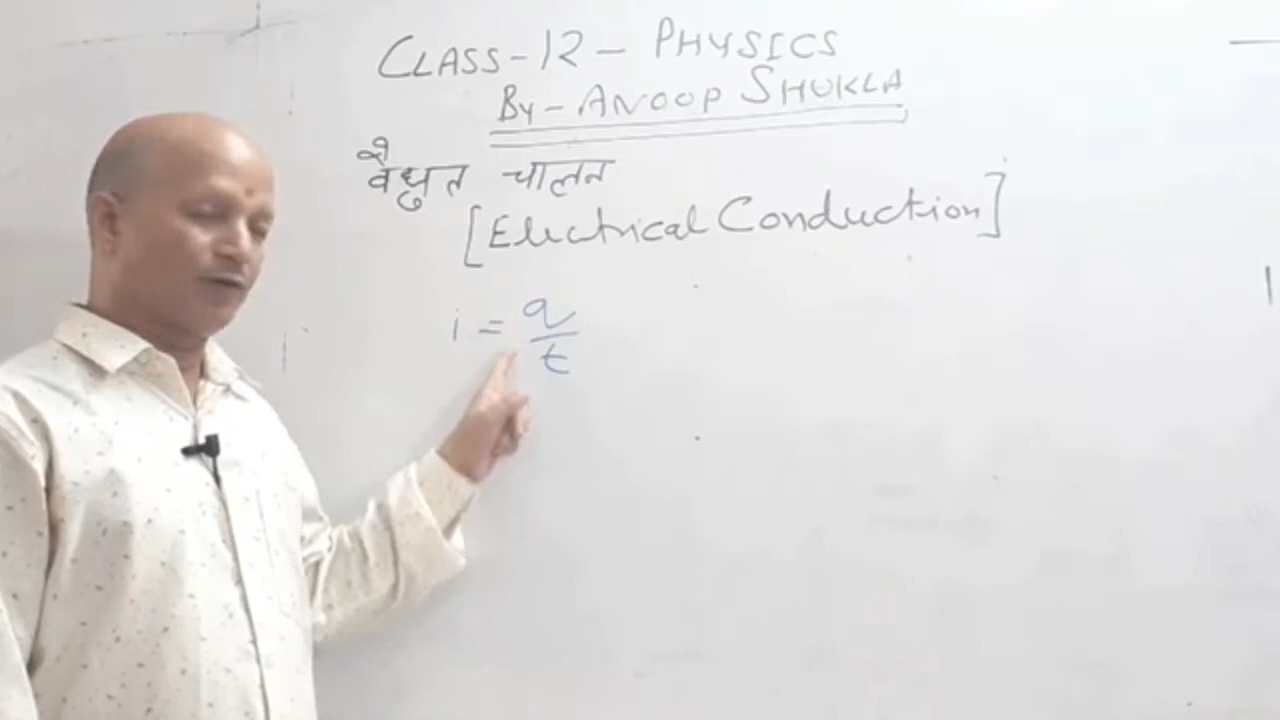 CLASS-12- PHYSICS
By- ANOOP SHUKLA
वैधुत चालन
[Electrical Conduction]
i = q/t